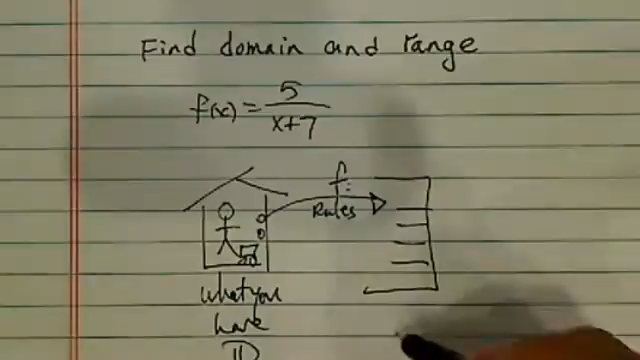 Find domain and range
f(x) = 5/(x+7)
f:
Rules
what you
have
D